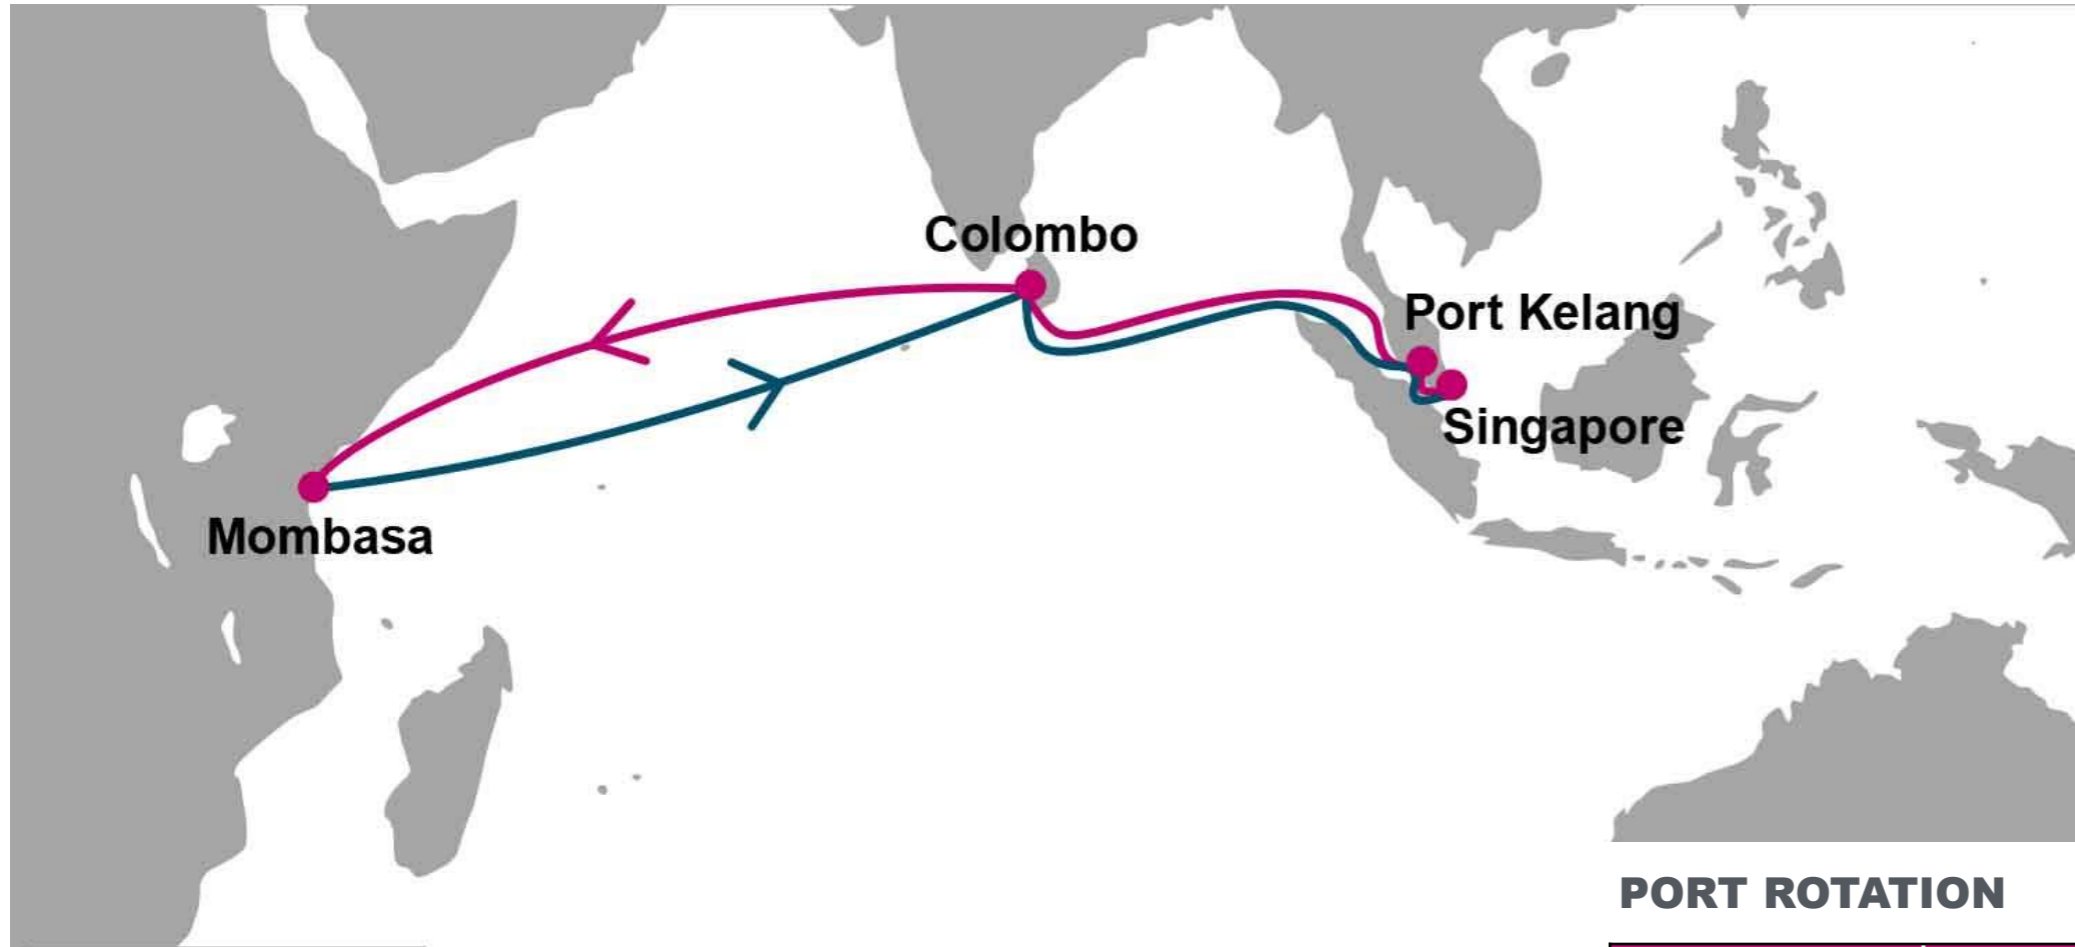 Colombo
Port Kelang
Singapore
Mombasa
PORT ROTATION